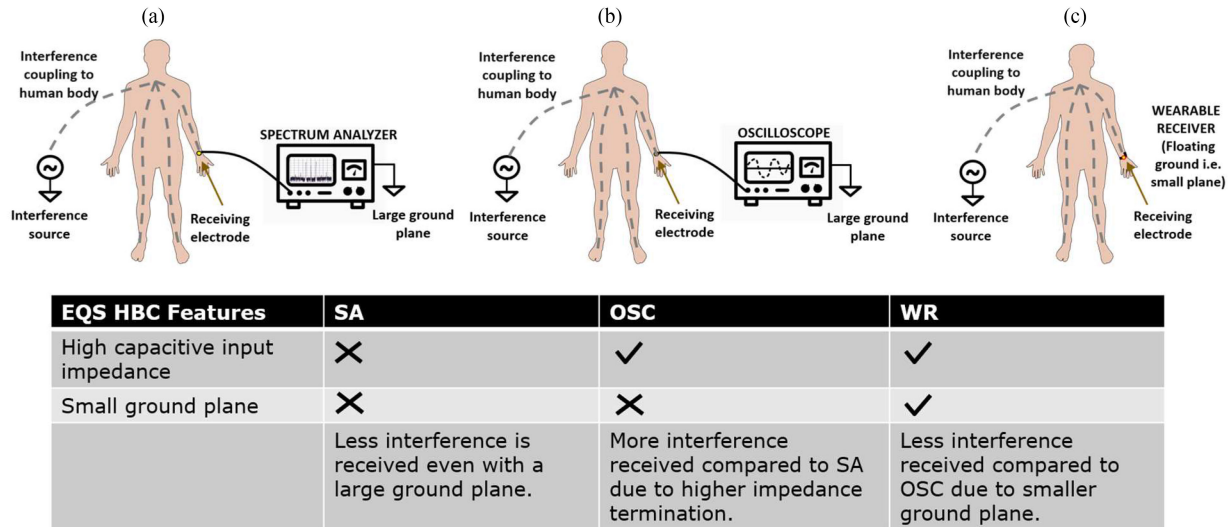 (a)
(b)
(c)
Interference
coupling to
human body
SPECTRUM ANALYZER
Interference
source
Receiving
electrode
Large ground
plane
Interference
coupling to
human body
OSCILLOSCOPE
Interference
source
Receiving
electrode
Large ground
plane
Interference
coupling to
human body
WEARABLE
RECEIVER
(Floating
ground i.e.
small plane)
Interference
source
Receiving
electrode
EQS HBC Features SA OSC WR
High capacitive input
impedance
Small ground plane
Less interference is
received even with a
large ground plane.
More interference
received compared to SA
due to higher impedance
termination.
Less interference
received compared to
OSC due to smaller
ground plane.